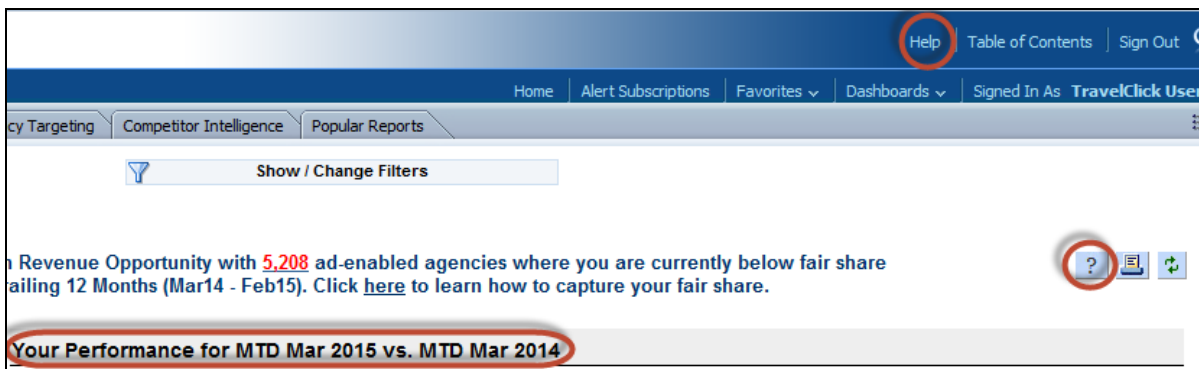 Help Table of Contents Sign Out
Home Alert Subscriptions Favorites Dashboards Signed In As TravelClick User
cy Targeting Competitor Intelligence Popular Reports
Show / Change Filters
n Revenue Opportunity with 5,208 ad-enabled agencies where you are currently below fair share
?
railing 12 Months (Mar14 - Feb15). Click here to learn how to capture your fair share.
Your Performance for MTD Mar 2015 vs. MTD Mar 2014